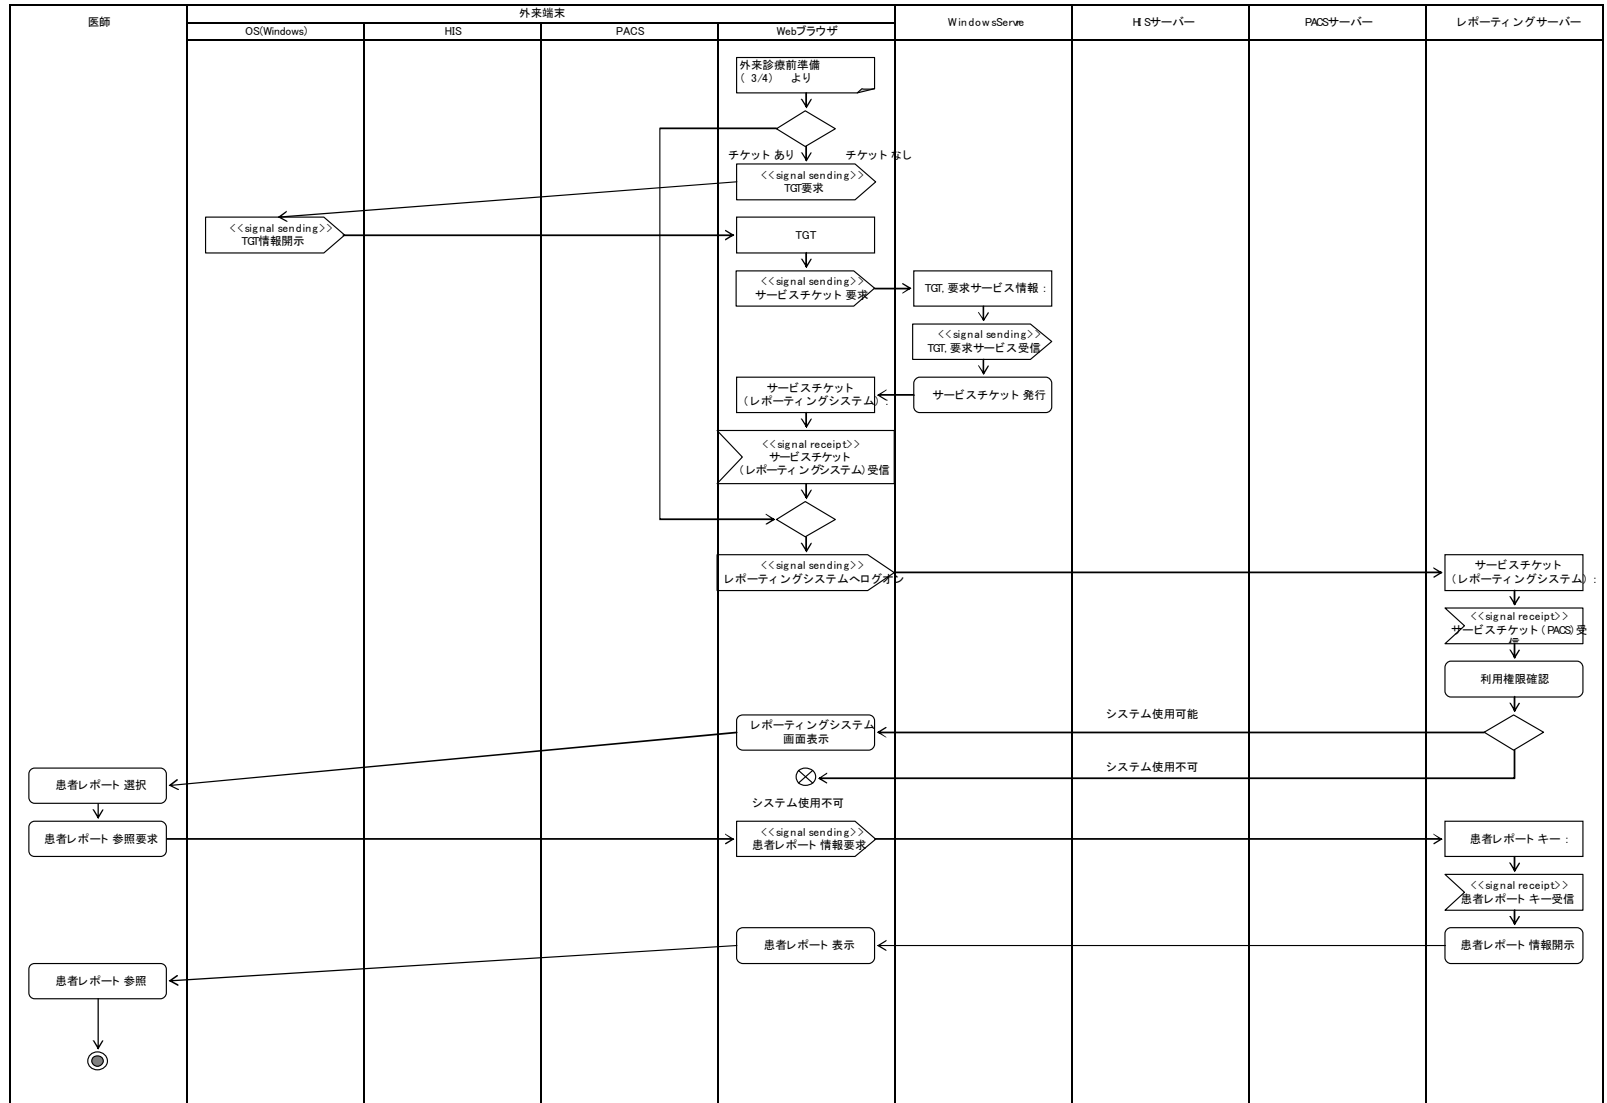 医師
外来端末
OS(Windows)
HIS
PACS
Webブラウザ
WindowsServe
HISサーバー
PACSサーバー
レポーティングサーバー
外来診療前準備
( 3/4) より
チケットあり
チケットなし
<<signal sending>>
TGT要求
<<signal sending>>
TGT情報開示
TGT
<<signal sending>>
サービスチケット要求
TGT, 要求サービス情報 :
<<signal sending>>
TGT, 要求サービス受信
サービスチケット
(レポーティングシステム) :
サービスチケット発行
<<signal receipt>>
サービスチケット
(レポーティングシステム)受信
<<signal sending>>
レポーティングシステムへログオン
サービスチケット
(レポーティングシステム) :
<<signal receipt>>
サービスチケット(PACS)受
信
利用権限確認
システム使用可能
レポーティングシステム
画面表示
システム使用不可
患者レポート選択
システム使用不可
患者レポート参照要求
<<signal sending>>
患者レポート情報要求
患者レポートキー :
<<signal receipt>>
患者レポートキー受信
患者レポート表示
患者レポート情報開示
患者レポート参照